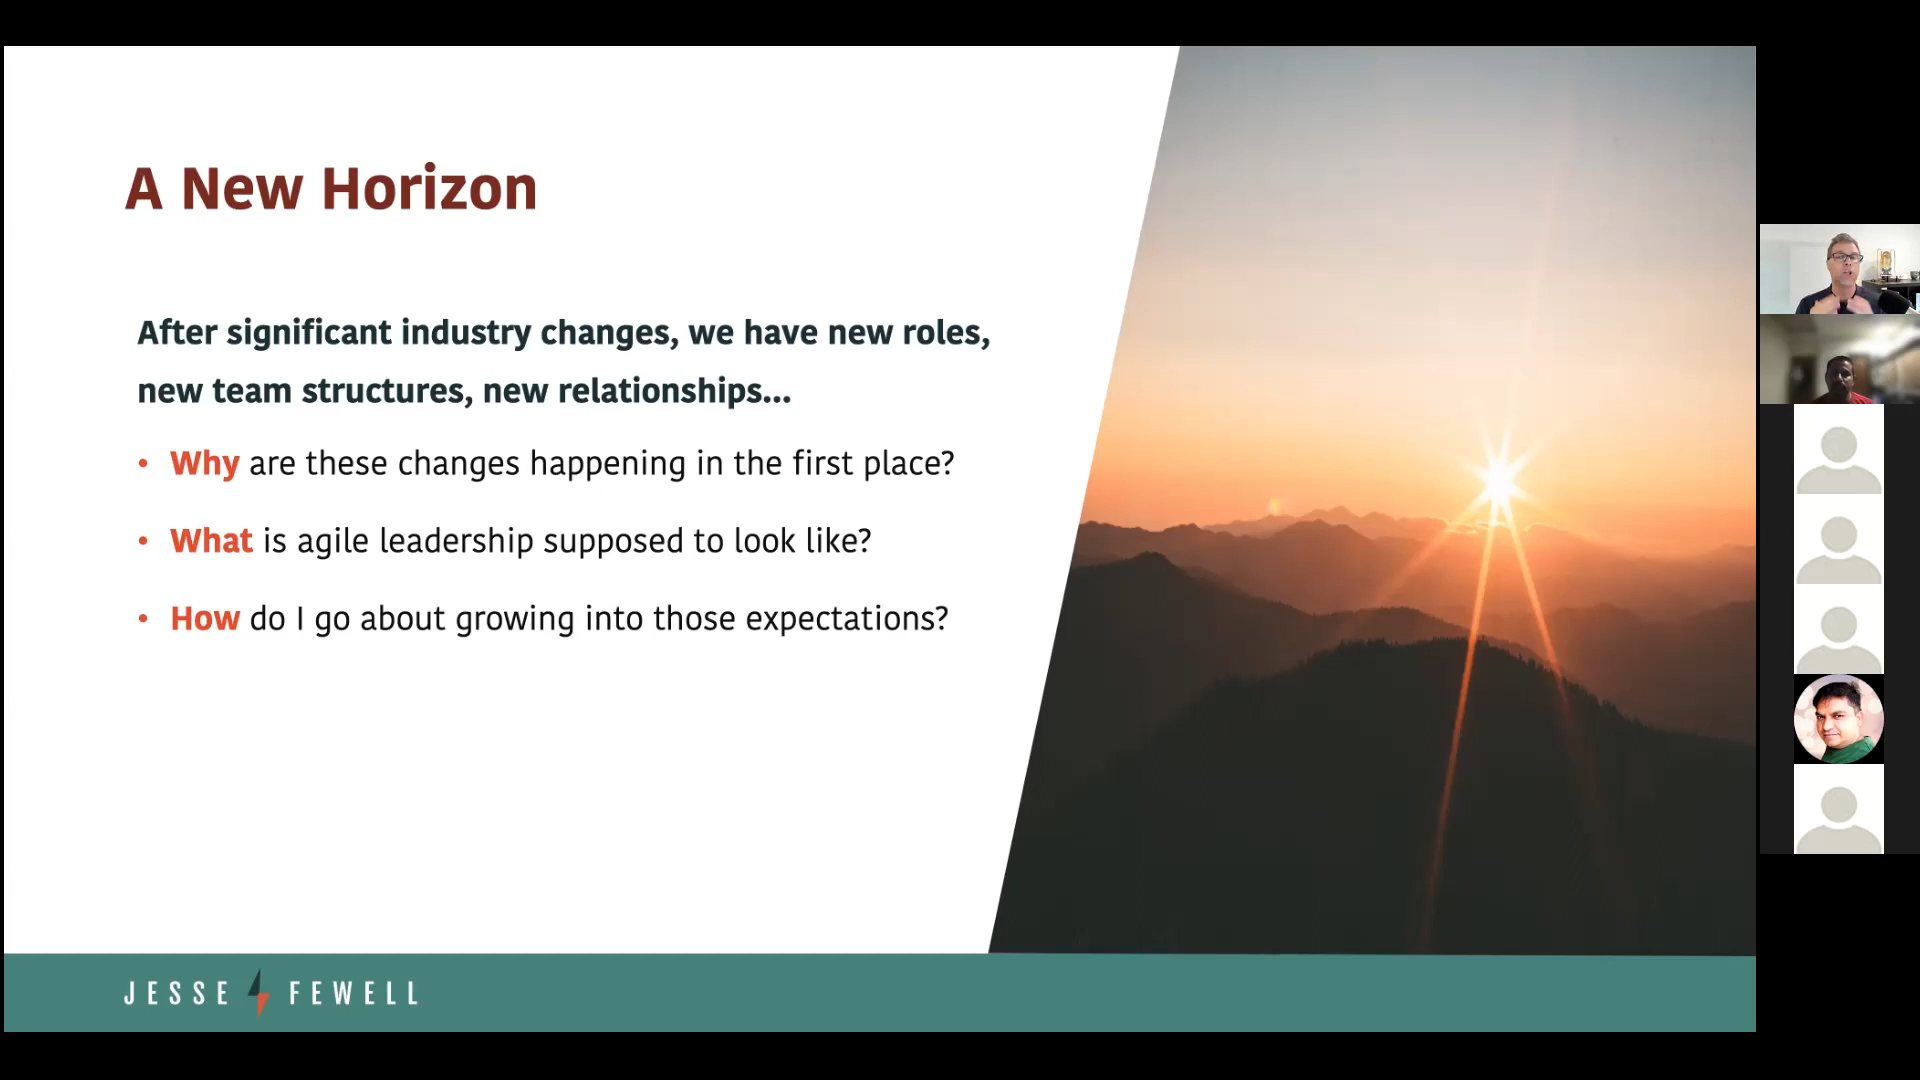 A New Horizon
After significant industry changes, we have new roles,
new team structures, new relationships...
• Why are these changes happening in the first place?
• What is agile leadership supposed to look like?
• How do I go about growing into those expectations?
JESSE FEWELL